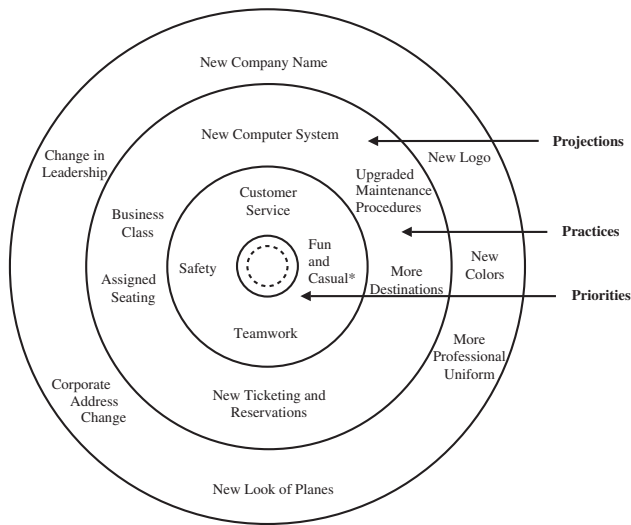 New Company Name
New Computer System
Projections
Change in
Leadership
New Logo
Upgraded
Maintenance
Procedures
Customer
Service
Business
Class
Practices
Fun
and
Casual*
Safety
New
Colors
Assigned
Seating
More
Destinations
Priorities
Teamwork
More
Professional
Uniform
Corporate
Address
Change
New Ticketing and
Reservations
New Look of Planes